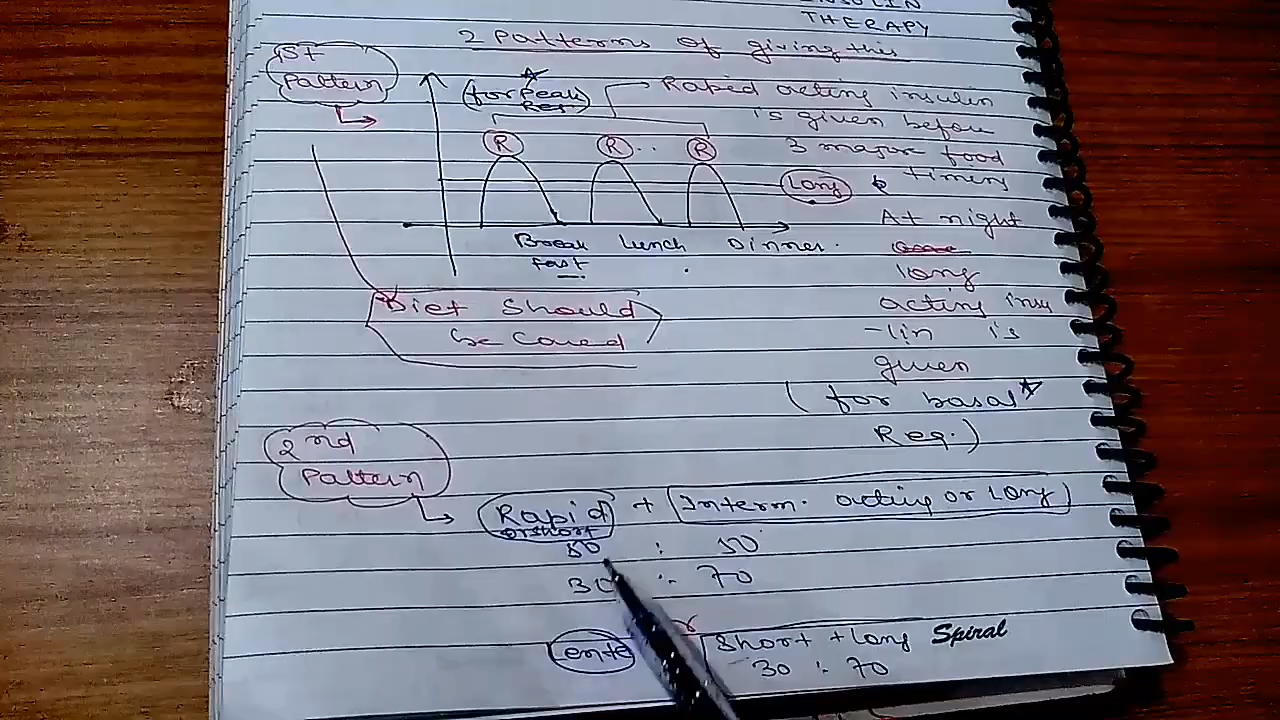 THERAPY
2 Patterns of giving this
1st
Pattern
(for Peak
Req)
Rapid acting insulin
is given before
3 major food
timers
R R .. R
Long &
At night
long
acting insu
-lin is
given
(for basal
Req.)
Break
fast
Lunch
Dinner.
Diet Should
be Cared
2nd
Pattern
Rapid + Interm. acting or Long
or short
50 : 50
30 : 70
Short + Long
30 : 70
Spiral